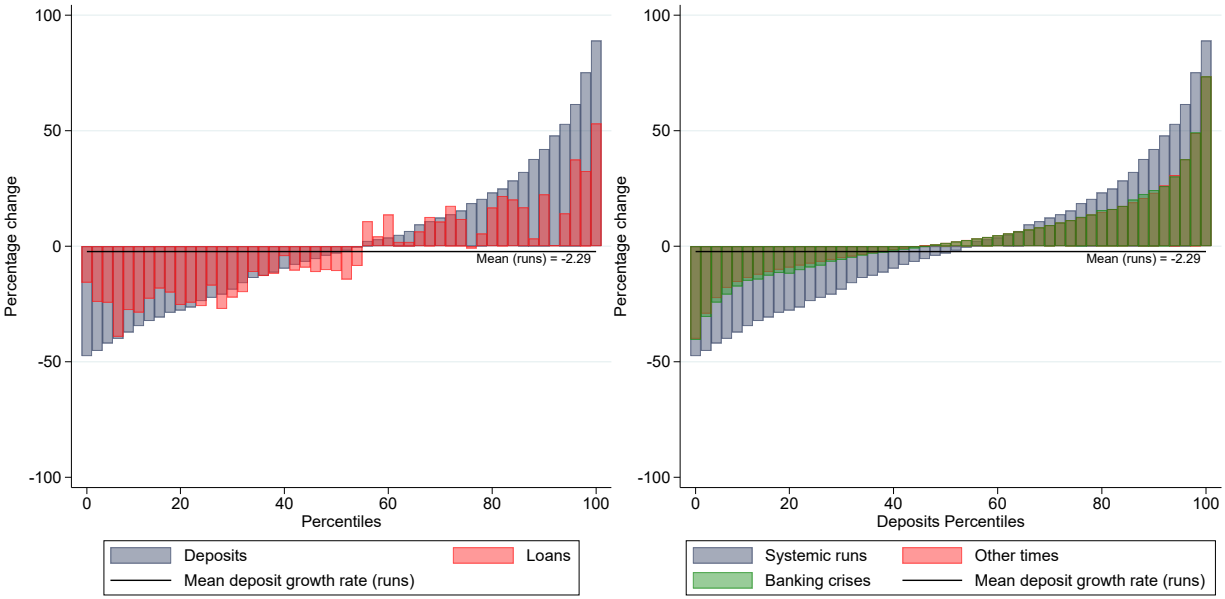 100
50
0
-50
-100
Percentage change
Mean (runs) = -2.29
0 20 40 60 80 100
Percentiles
Deposits Loans
Mean deposit growth rate (runs)
100
50
0
-50
-100
Percentage change
Mean (runs) = -2.29
0 20 40 60 80 100
Deposits Percentiles
Systemic runs Other times
Banking crises Mean deposit growth rate (runs)